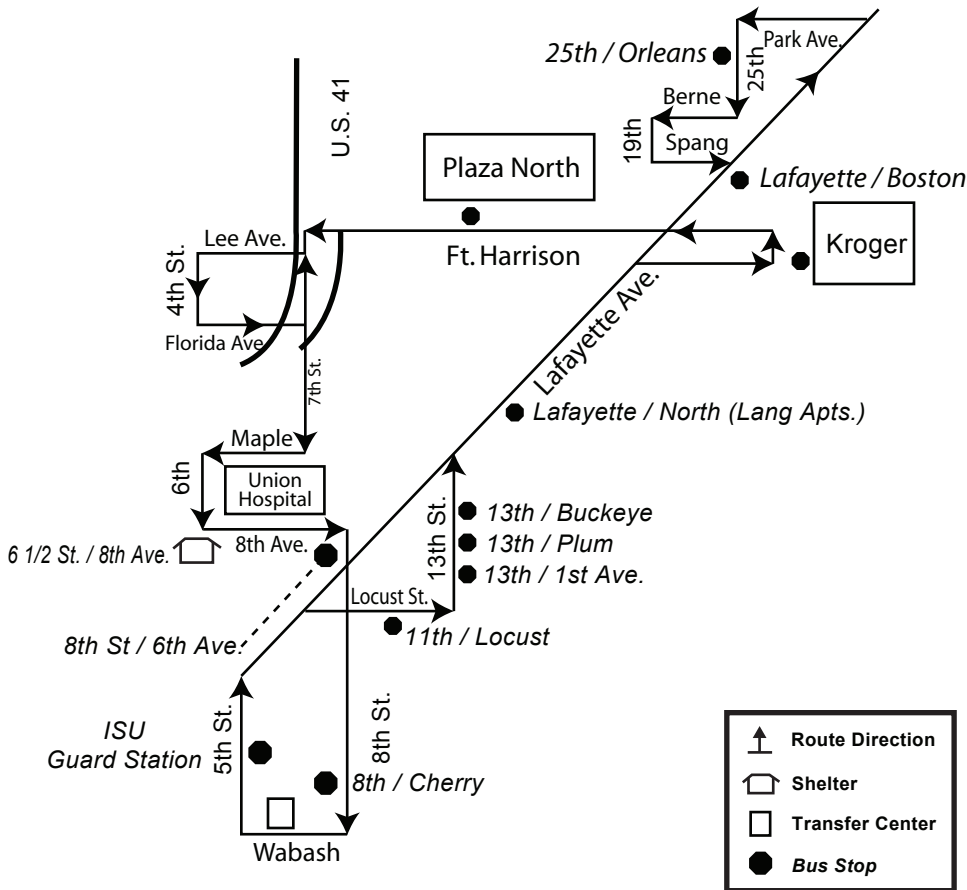 Park Ave.
25th / Orleans
25th
U.S. 41
Berne
19th
Spang
Plaza North
Lafayette / Boston
Lee Ave.
Ft. Harrison
Kroger
4th St.
Florida Ave
Lafayette Ave.
7th St.
Lafayette / North (Lang Apts.)
Maple
6th
Union
Hospital
13th St.
13th / Buckeye
13th / Plum
13th / 1st Ave.
8th Ave.
6 1/2 St. / 8th Ave.
Locust St.
11th / Locust
8th St / 6th Ave.
5th St.
8th St.
ISU
Guard Station
8th / Cherry
Wabash
Route Direction
Shelter
Transfer Center
Bus Stop